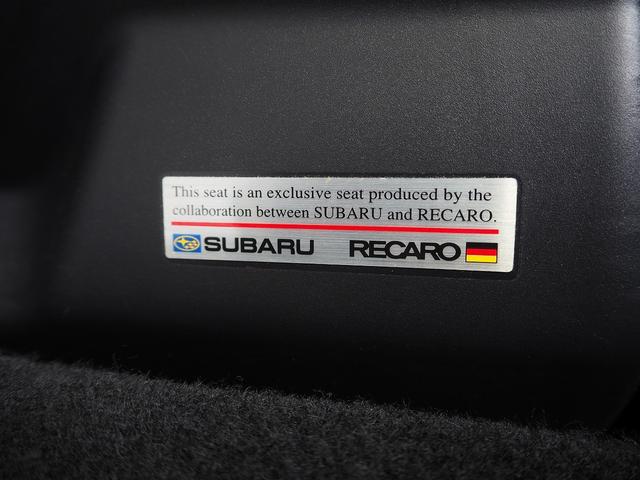 This seat is an exclusive seat produced by the
collaboration between SUBARU and RECARO.
SUBARU RECARO